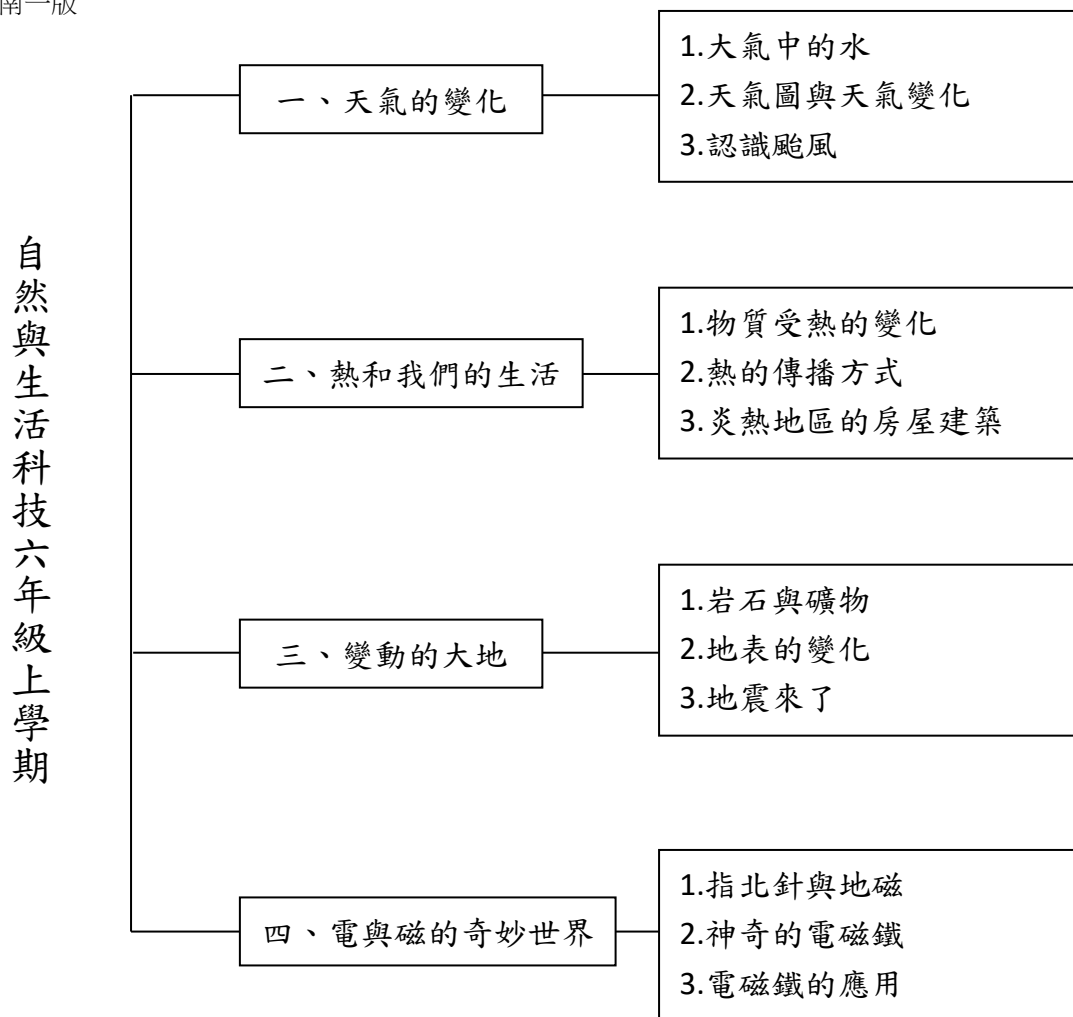 南一版
自然與生活科技六年級上學期
一、天氣的變化
1.大氣中的水
2.天氣圖與天氣變化
3.認識颱風
二、熱和我們的生活
1.物質受熱的變化
2.熱的傳播方式
3.炎熱地區的房屋建築
三、變動的大地
1.岩石與礦物
2.地表的變化
3.地震來了
四、電與磁的奇妙世界
1.指北針與地磁
2.神奇的電磁鐵
3.電磁鐵的應用